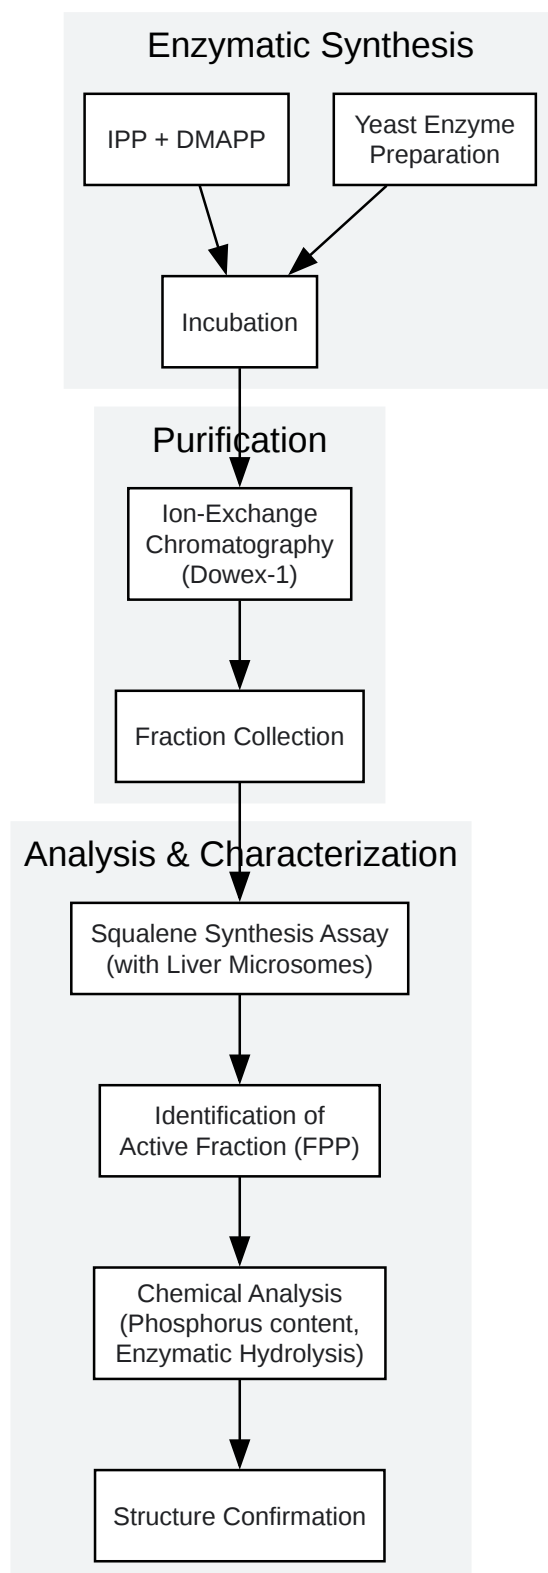 Enzymatic Synthesis
IPP + DMAPP
Yeast Enzyme
Preparation
Incubation
Purification
Ion-Exchange
Chromatography
(Dowex-1)
Fraction Collection
Analysis & Characterization
Squalene Synthesis Assay
(with Liver Microsomes)
Identification of
Active Fraction (FPP)
Chemical Analysis
(Phosphorus content,
Enzymatic Hydrolysis)
Structure Confirmation